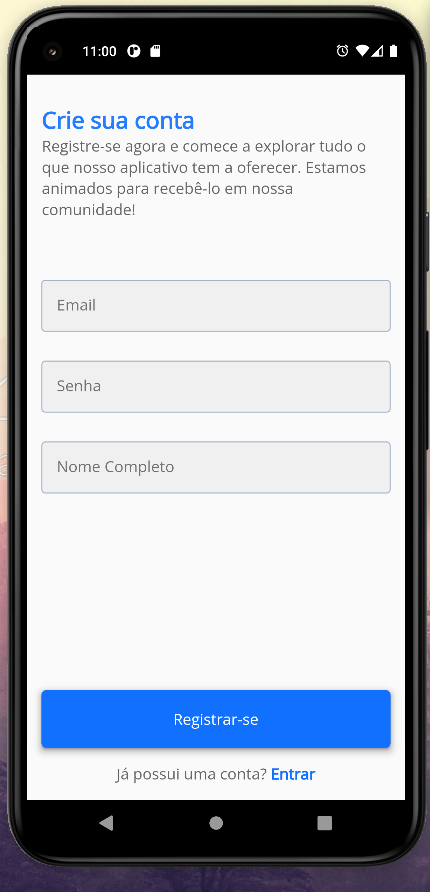 11:00
Crie sua conta
Registre-se agora e comece a explorar tudo o
que nosso aplicativo tem a oferecer. Estamos
animados para recebê-lo em nossa
comunidade!
Email
Senha
Nome Completo
Registrar-se
Já possui uma conta? Entrar